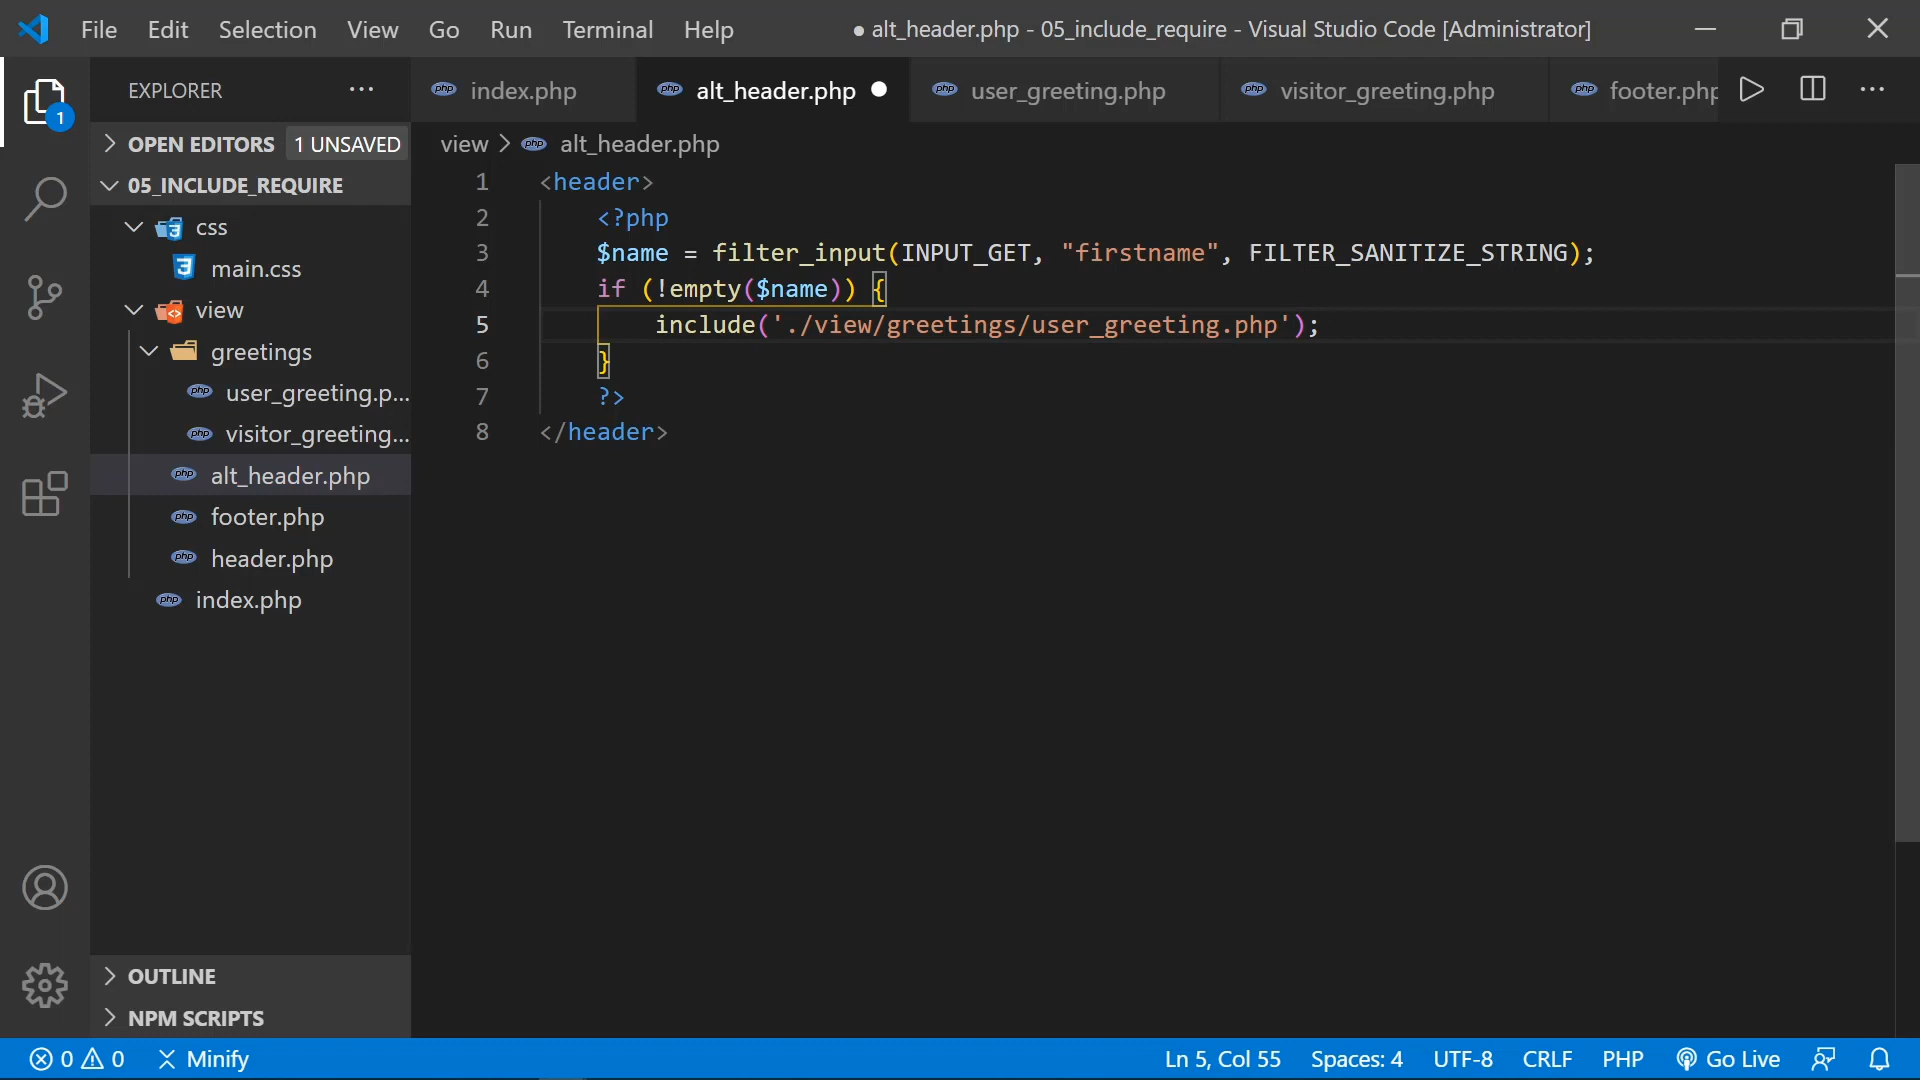 File Edit Selection View Go Run Terminal Help
● alt_header.php - 05_include_require - Visual Studio Code [Administrator]
EXPLORER
1
OPEN EDITORS 1 UNSAVED
05_INCLUDE_REQUIRE
css
main.css
view
greetings
user_greeting.p...
visitor_greeting...
alt_header.php
footer.php
header.php
index.php
OUTLINE
NPM SCRIPTS
index.php alt_header.php user_greeting.php visitor_greeting.php footer.php
view > alt_header.php
1 <header>
2 <?php
3 $name = filter_input(INPUT_GET, "firstname", FILTER_SANITIZE_STRING);
4 if (!empty($name)) {
5 include('./view/greetings/user_greeting.php');
6 }
7 ?>
8 </header>
0 0 Minify Ln 5, Col 55 Spaces: 4 UTF-8 CRLF PHP Go Live